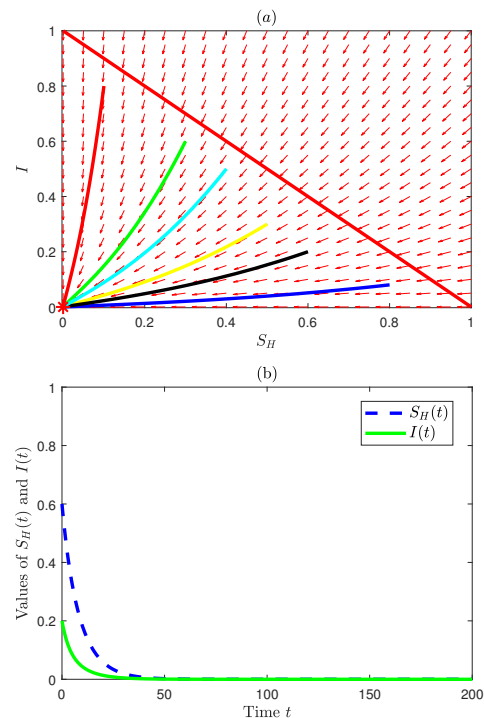 (a)
1
0.8
0.6
0.4
0.2
0
I
0 0.2 0.4 0.6 0.8 1
S_H
(b)
1
0.8
0.6
0.4
0.2
0
Values of S_H(t) and I(t)
S_H(t)
I(t)
0 50 100 150 200
Time t